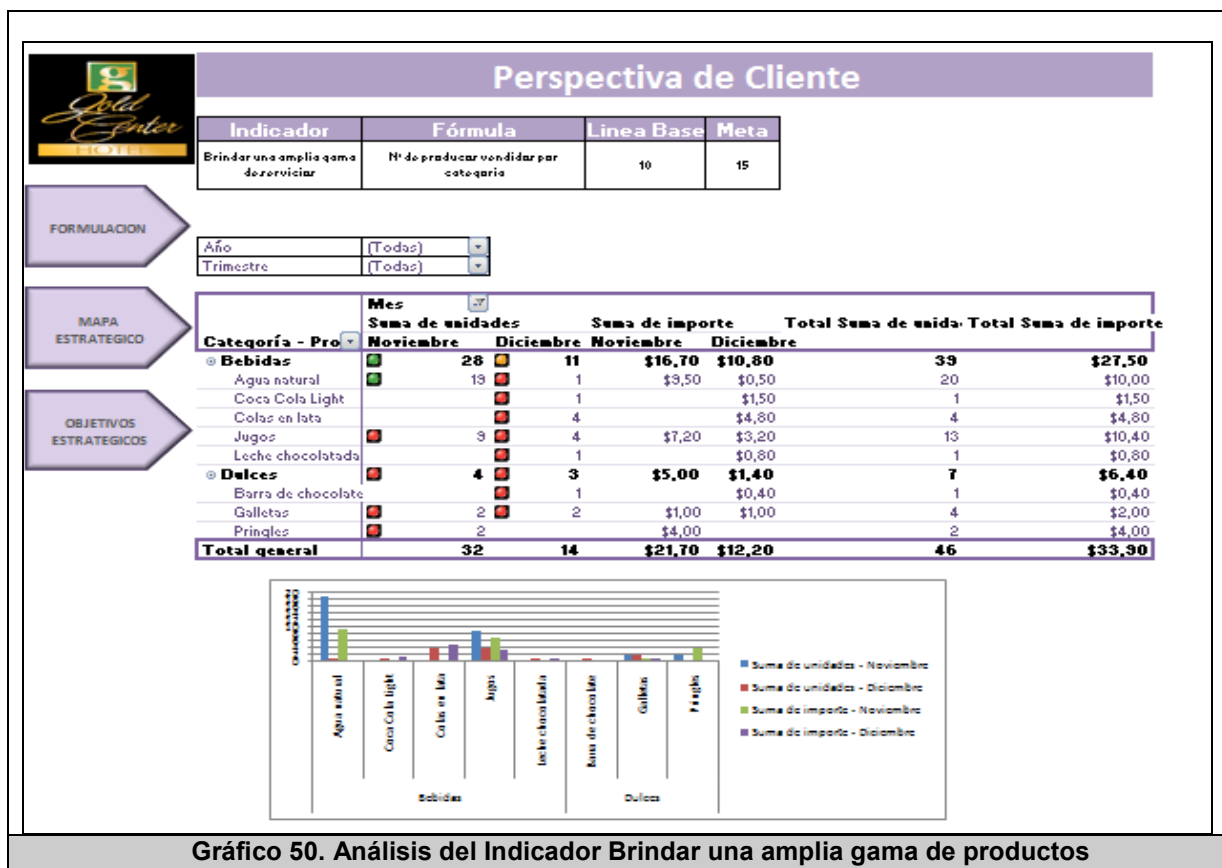 Perspectiva de Cliente
g
Gold
Center
HOTEL
Indicador Fórmula Linea Base Meta
Brindar una amplia gama de servicios Nº de producos vendidos por categoria 10 15
FORMULACION
Año (Todas)
Trimestre (Todas)
MAPA ESTRATEGICO
Mes
Suma de unidades Suma de importe Total Suma de unida Total Suma de importe
Categoría - Pro Noviembre Diciembre Noviembre Diciembre
Bebidas 28 11 $16,70 $10,80 39 $27,50
Agua natural 19 1 $9,50 $0,50 20 $10,00
Coca Cola Light 1 $1,50 1 $1,50
Colas en lata 4 $4,80 4 $4,80
OBJETIVOS ESTRATEGICOS
Jugos 9 4 $7,20 $3,20 13 $10,40
Leche chocolatada 1 $0,80 1 $0,80
Dulces 4 3 $5,00 $1,40 7 $6,40
Barra de chocolate 1 $0,40 1 $0,40
Galletas 2 2 $1,00 $1,00 4 $2,00
Pringles 2 $4,00 2 $4,00
Total general 32 14 $21,70 $12,20 46 $33,90
Agua natural
Coca Cola Light
Colas en lata
Jugos
Leche chocolatada
Barra de chocolate
Galletas
Pringles
Bebidas
Dulces
Suma de unidades - Noviembre
Suma de unidades - Diciembre
Suma de importe - Noviembre
Suma de importe - Diciembre
Gráfico 50. Análisis del Indicador Brindar una amplia gama de productos